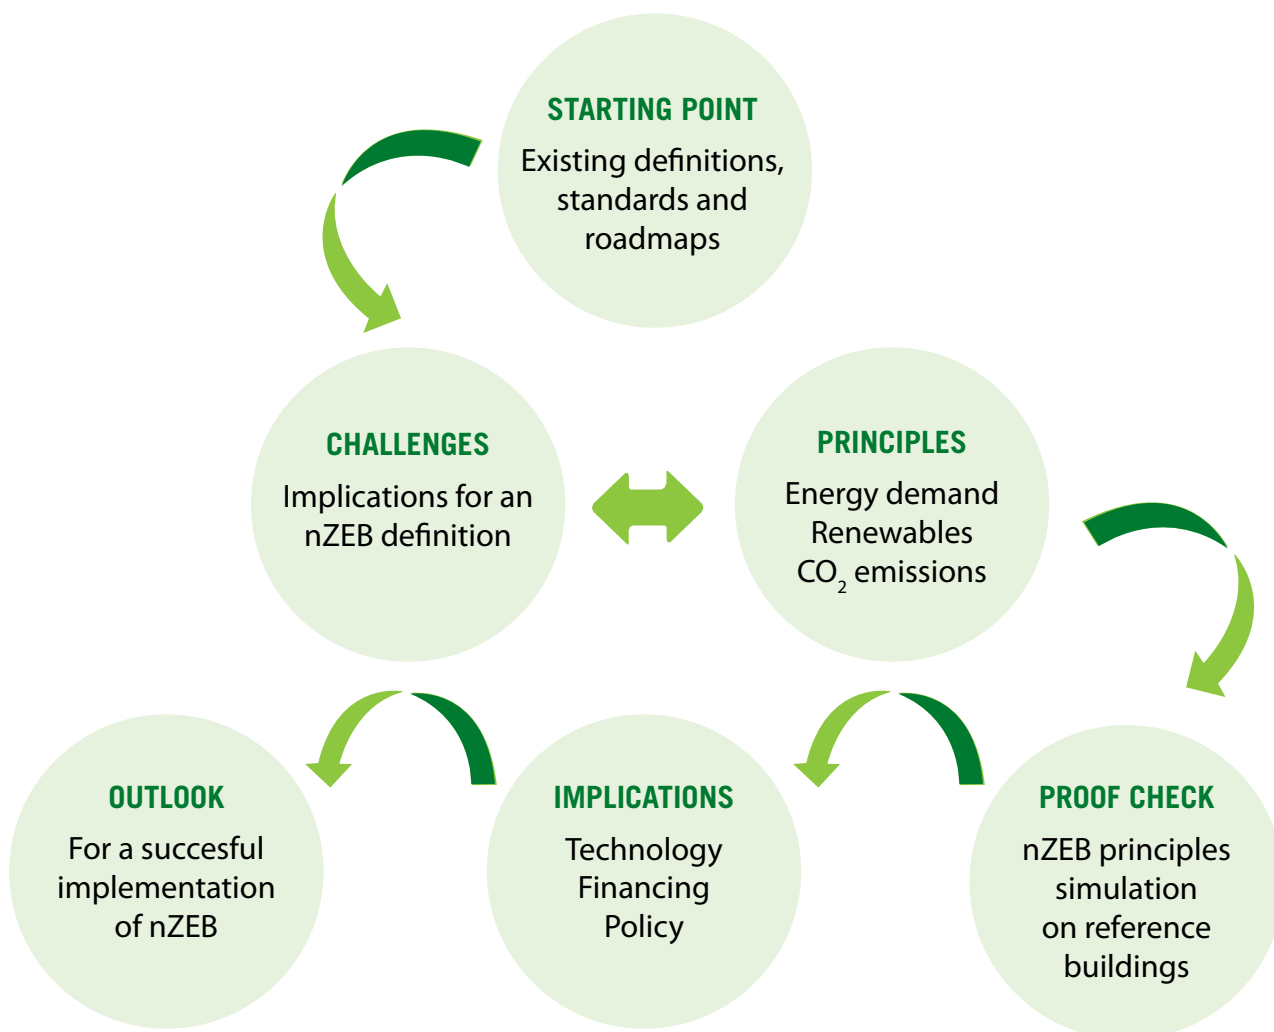 STARTING POINT
Existing definitions,
standards and
roadmaps
CHALLENGES
Implications for an
nZEB definition
PRINCIPLES
Energy demand
Renewables
CO₂ emissions
OUTLOOK
For a succesful
implementation
of nZEB
IMPLICATIONS
Technology
Financing
Policy
PROOF CHECK
nZEB principles
simulation
on reference
buildings